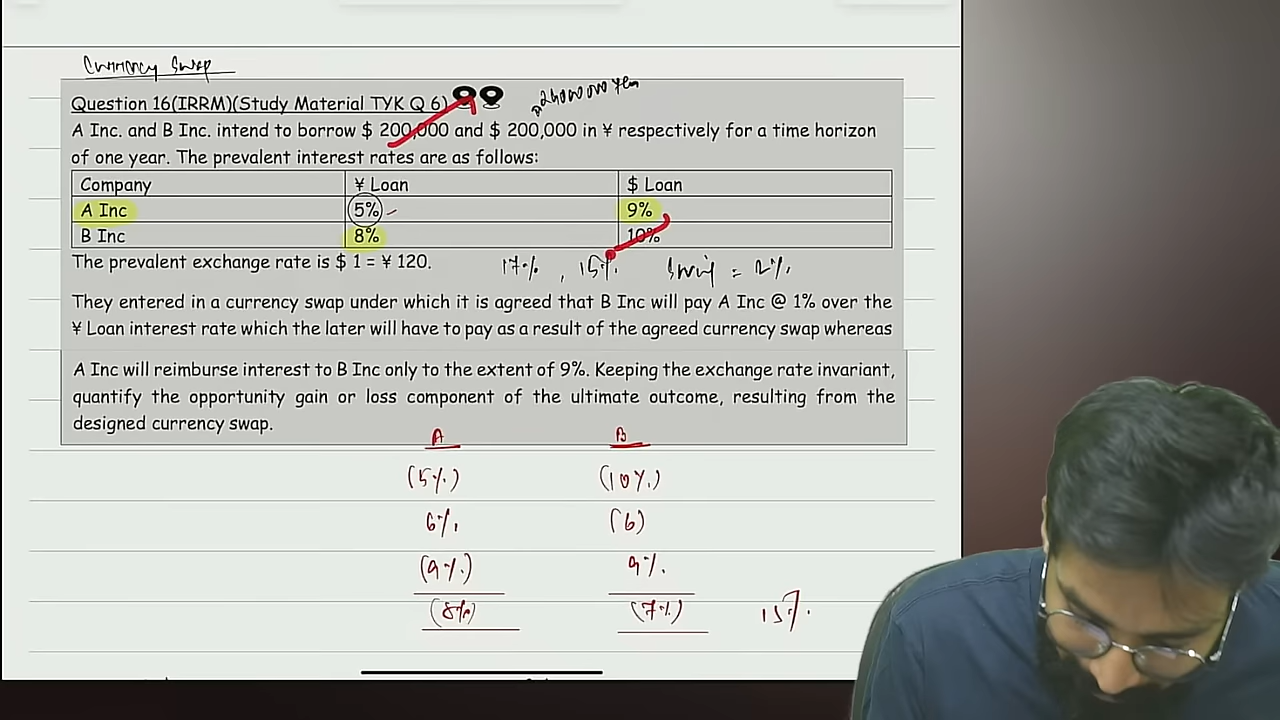 Currency Swap
Question 16(IRRM)(Study Material TYK Q 6)
24000000 Yen
A Inc. and B Inc. intend to borrow $ 200,000 and $ 200,000 in ¥ respectively for a time horizon
of one year. The prevalent interest rates are as follows:
Company ¥ Loan $ Loan
A Inc 5% 9%
B Inc 8% 10%
The prevalent exchange rate is $ 1 = ¥ 120.
17% , 15% = 2%
They entered in a currency swap under which it is agreed that B Inc will pay A Inc @ 1% over the
¥ Loan interest rate which the later will have to pay as a result of the agreed currency swap whereas
A Inc will reimburse interest to B Inc only to the extent of 9%. Keeping the exchange rate invariant,
quantify the opportunity gain or loss component of the ultimate outcome, resulting from the
designed currency swap.
A B
(5%) (10%)
6% (6)
(9%) 9%
(8%) (7%) 15%